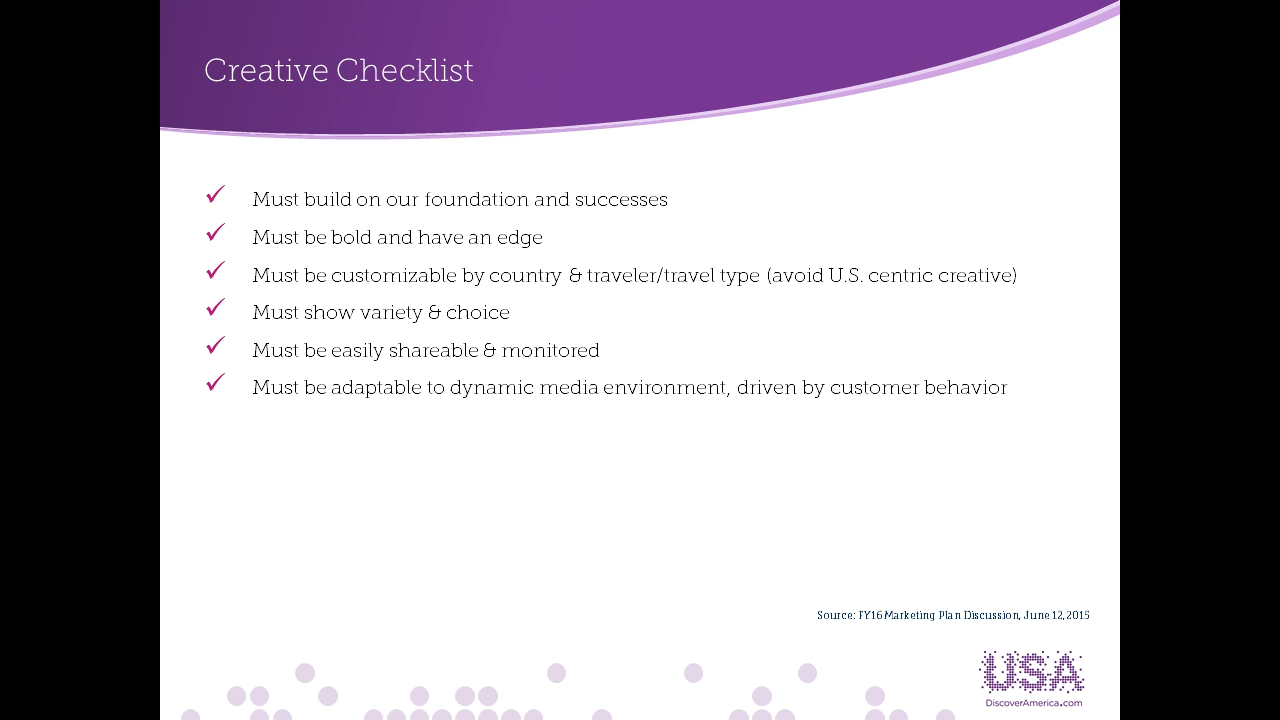 Creative Checklist
Must build on our foundation and successes
Must be bold and have an edge
Must be customizable by country & traveler/travel type (avoid U.S. centric creative)
Must show variety & choice
Must be easily shareable & monitored
Must be adaptable to dynamic media environment, driven by customer behavior
Source: FY16 Marketing Plan Discussion, June 12, 2015
USA
DiscoverAmerica.com